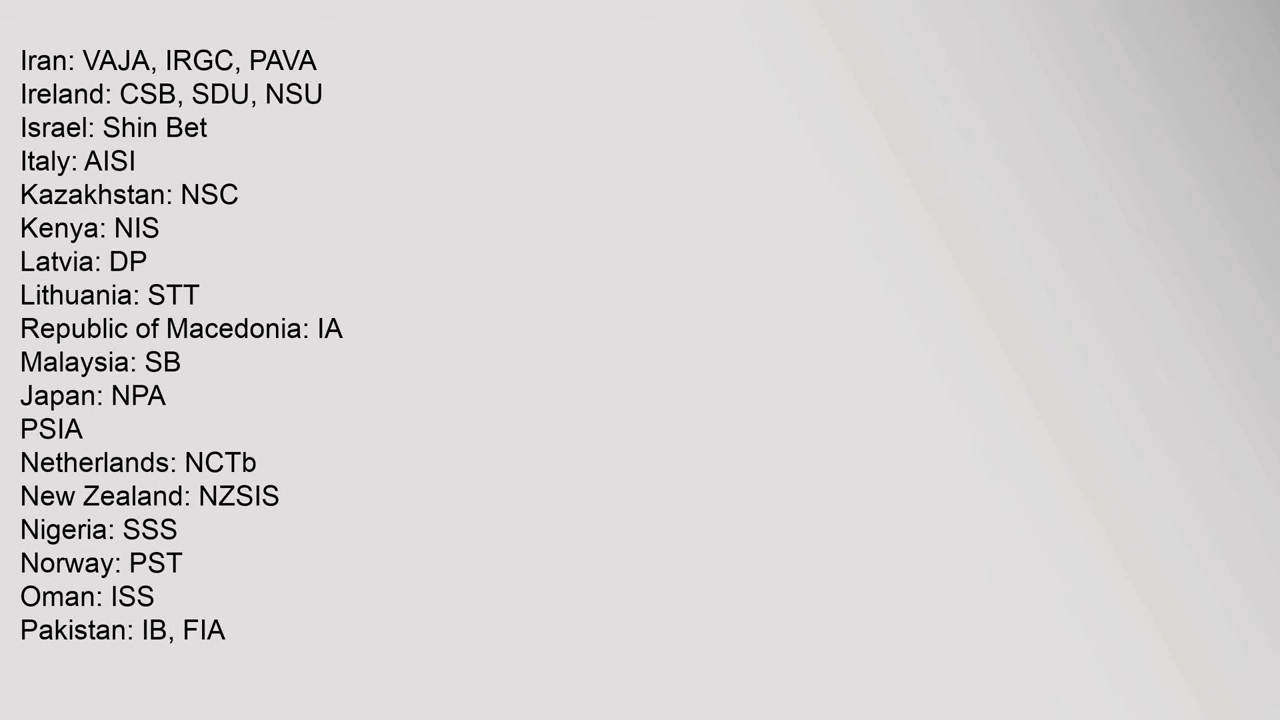 Iran: VAJA, IRGC, PAVA
Ireland: CSB, SDU, NSU
Israel: Shin Bet
Italy: AISI
Kazakhstan: NSC
Kenya: NIS
Latvia: DP
Lithuania: STT
Republic of Macedonia: IA
Malaysia: SB
Japan: NPA
PSIA
Netherlands: NCTb
New Zealand: NZSIS
Nigeria: SSS
Norway: PST
Oman: ISS
Pakistan: IB, FIA